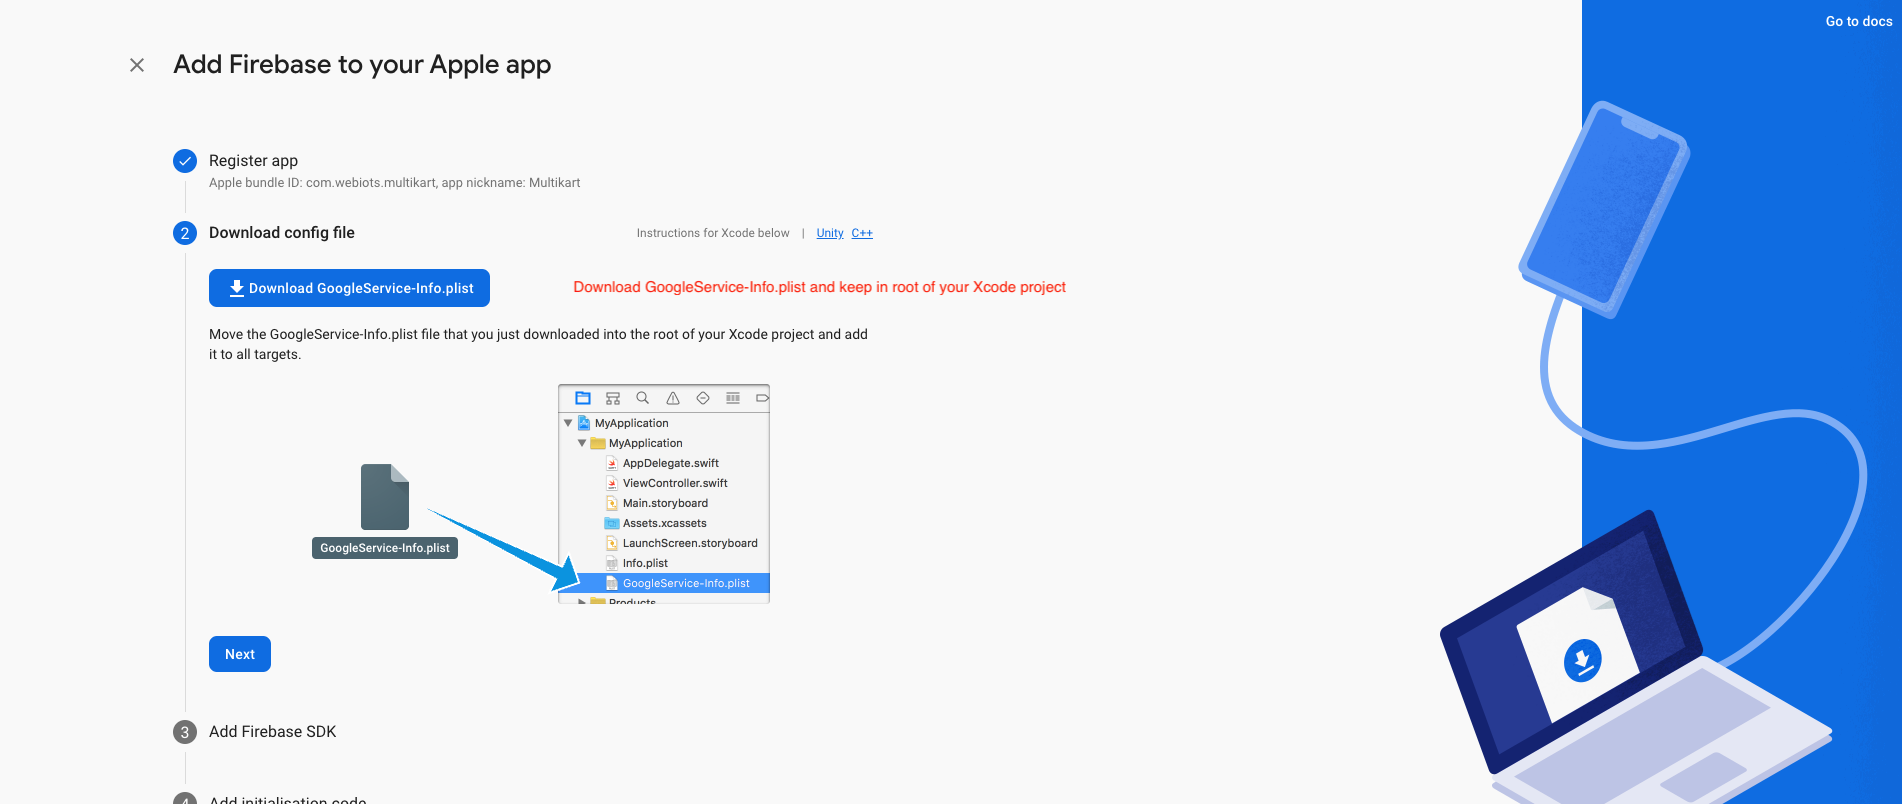 Go to docs
Add Firebase to your Apple app
Register app
Apple bundle ID: com.webiots.multikart, app nickname: Multikart
2 Download config file
Instructions for Xcode below | Unity C++
Download GoogleService-Info.plist
Download GoogleService-Info.plist and keep in root of your Xcode project
Move the GoogleService-Info.plist file that you just downloaded into the root of your Xcode project and add
it to all targets.
MyApplication
MyApplication
AppDelegate.swift
ViewController.swift
Main.storyboard
Assets.xcassets
LaunchScreen.storyboard
Info.plist
GoogleService-Info.plist
Products
GoogleService-Info.plist
Next
3 Add Firebase SDK
4 Add initialisation code